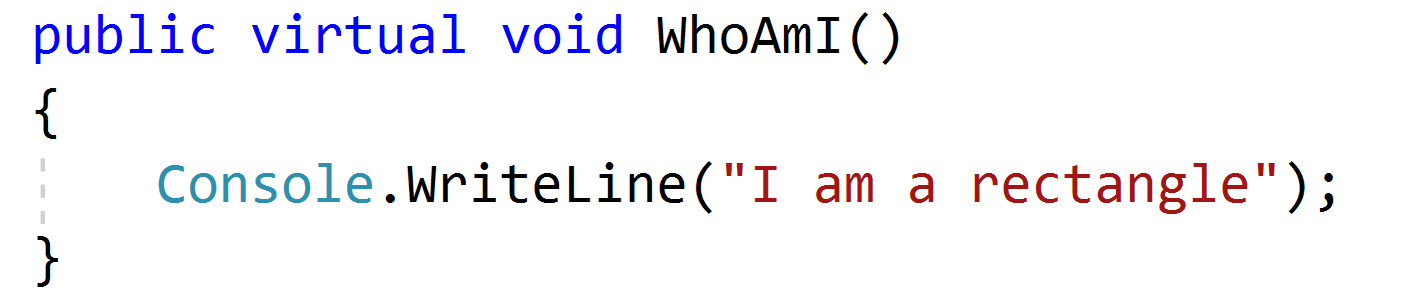 public virtual void WhoAmI()
{
    Console.WriteLine("I am a rectangle");
}